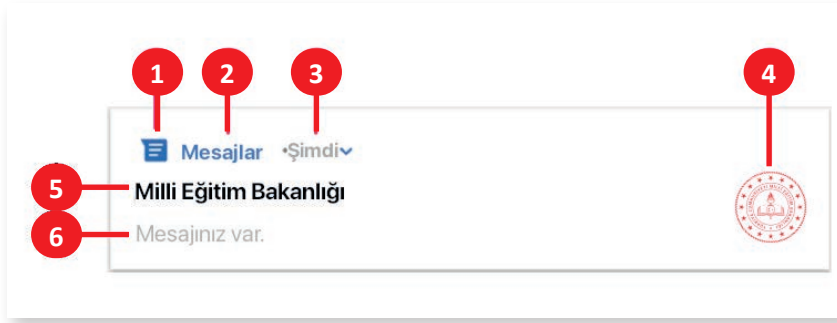 1 2 3 4
Mesajlar •Şimdi
5 Milli Eğitim Bakanlığı
6 Mesajınız var.